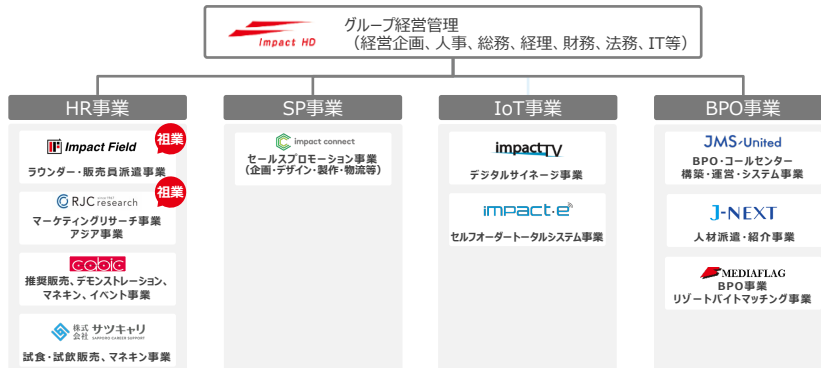 Impact HD
グループ経営管理
（経営企画、人事、総務、経理、財務、法務、IT等）
HR事業
Impact Field
祖業
ラウンダー・販売員派遣事業
RJC research
祖業
マーケティングリサーチ事業
アジア事業
cabic
推奨販売、デモンストレーション、
マネキン、イベント事業
株式会社 サツキャリ
SAPPORO CAREER SUPPORT
試食・試飲販売、マネキン事業
SP事業
impact connect
セールスプロモーション事業
（企画・デザイン・製作・物流等）
IoT事業
impactTV
デジタルサイネージ事業
impact・e
セルフオーダートータルシステム事業
BPO事業
JMS United
BPO・コールセンター
構築・運営・システム事業
J-NEXT
人材派遣・紹介事業
MEDIAFLAG
BPO事業
リゾートバイトマッチング事業